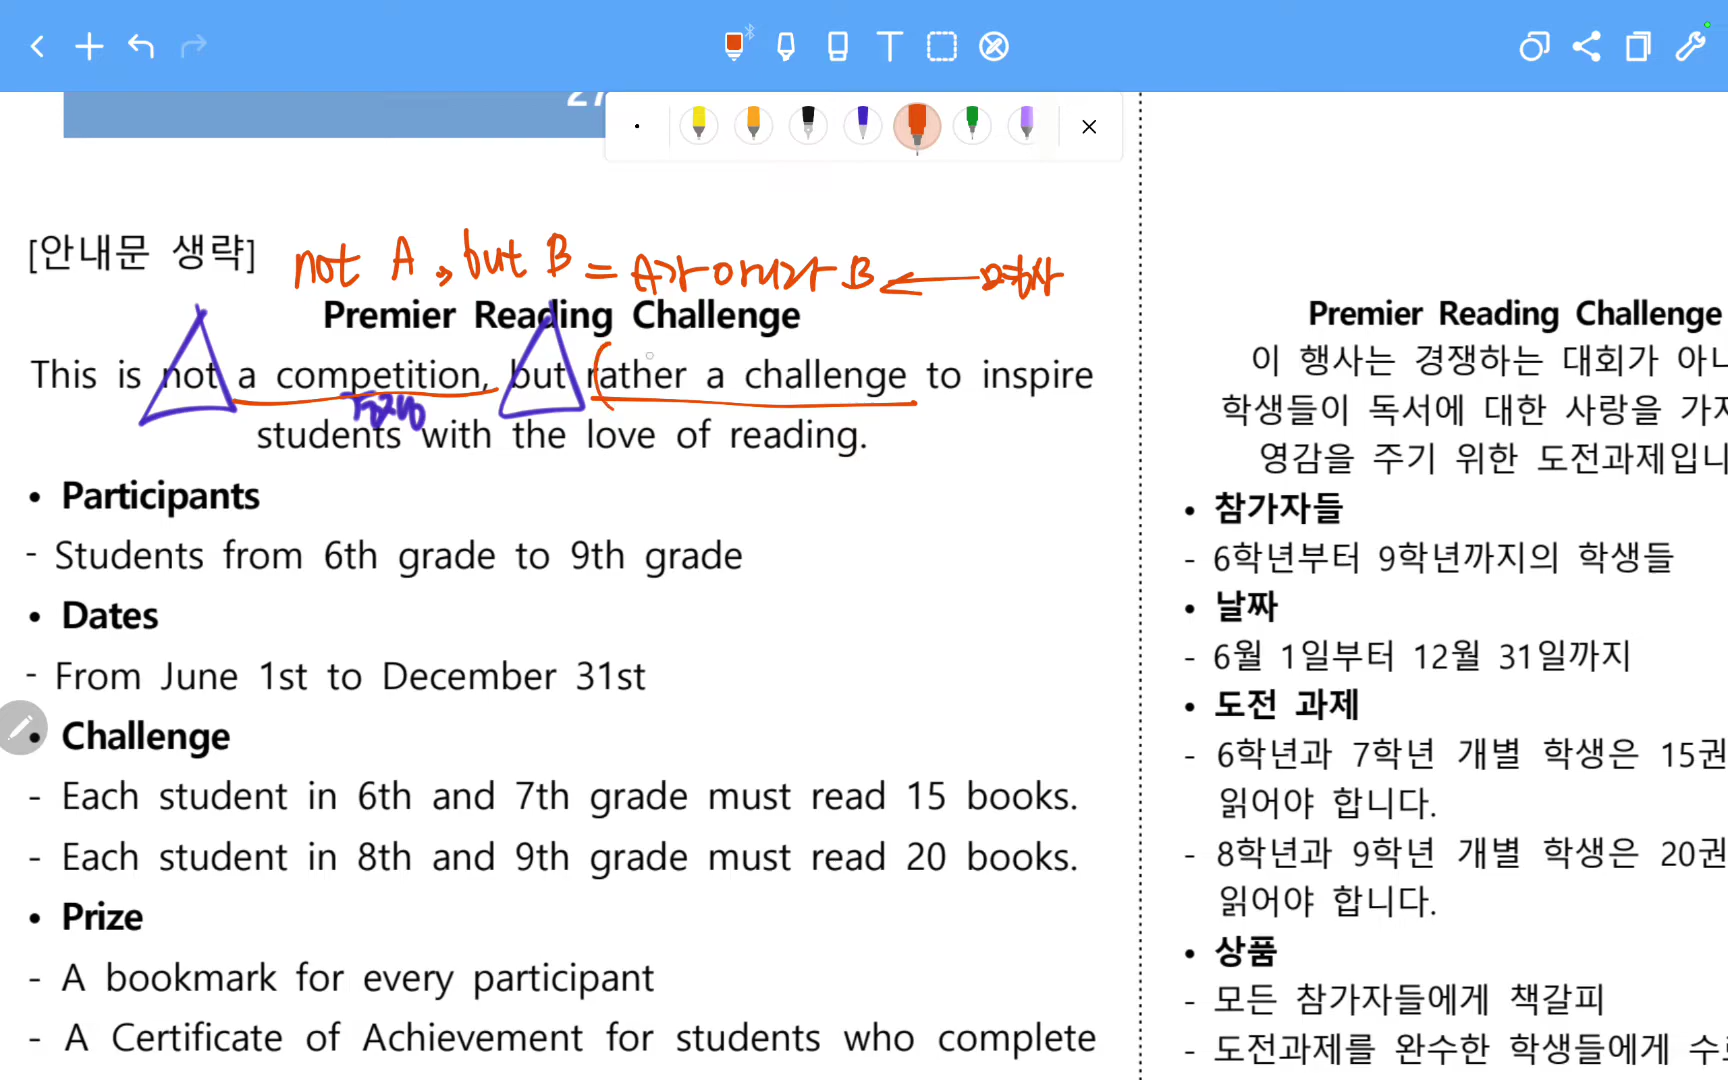 27
[안내문 생략]
not A, but B = A가 아니라 B
Premier Reading Challenge
This is not a competition, but rather a challenge to inspire
students with the love of reading.
• Participants
- Students from 6th grade to 9th grade
• Dates
- From June 1st to December 31st
• Challenge
- Each student in 6th and 7th grade must read 15 books.
- Each student in 8th and 9th grade must read 20 books.
• Prize
- A bookmark for every participant
- A Certificate of Achievement for students who complete
Premier Reading Challenge
이 행사는 경쟁하는 대회가 아니
학생들이 독서에 대한 사랑을 가지
영감을 주기 위한 도전과제입니
• 참가자들
- 6학년부터 9학년까지의 학생들
• 날짜
- 6월 1일부터 12월 31일까지
• 도전 과제
- 6학년과 7학년 개별 학생은 15권
읽어야 합니다.
- 8학년과 9학년 개별 학생은 20권
읽어야 합니다.
• 상품
- 모든 참가자들에게 책갈피
- 도전과제를 완수한 학생들에게